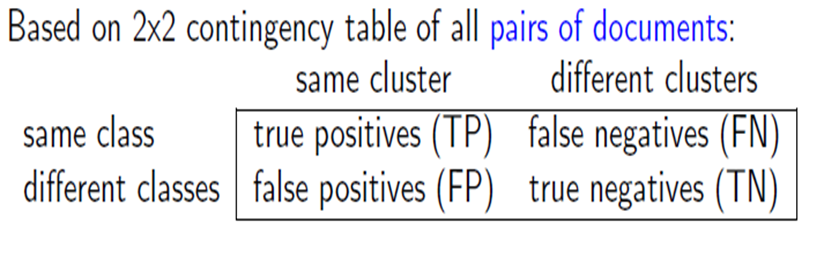 Based on 2x2 contingency table of all pairs of documents:
same cluster different clusters
same class true positives (TP) false negatives (FN)
different classes false positives (FP) true negatives (TN)